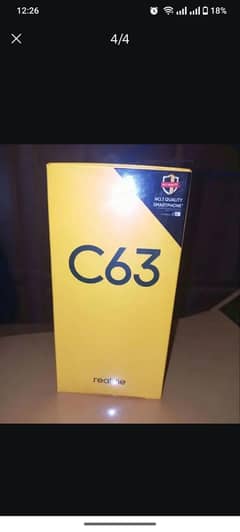 12:26
18%
4/4
NO.1 QUALITY
SMARTPHONE
C63
realme